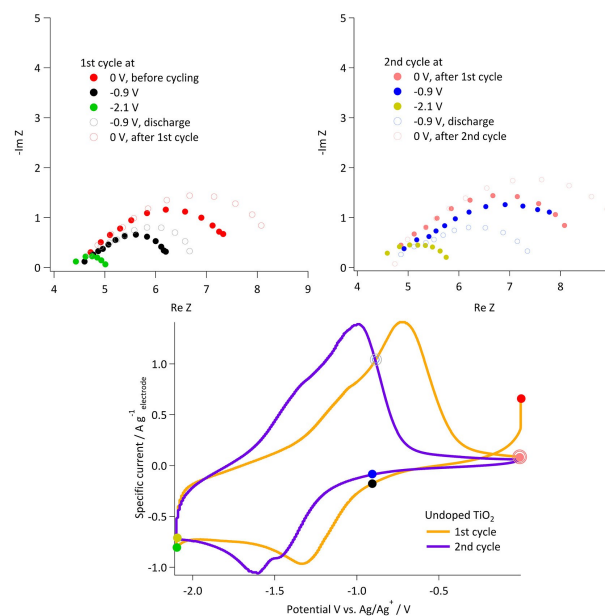 5
4
3
2
1
0
-Im Z
1st cycle at
0 V, before cycling
-0.9 V
-2.1 V
-0.9 V, discharge
0 V, after 1st cycle
4 5 6 7 8 9
Re Z
5
4
3
2
1
0
-Im Z
2nd cycle at
0 V, after 1st cycle
-0.9 V
-2.1 V
-0.9 V, discharge
0 V, after 2nd cycle
4 5 6 7 8
Re Z
1.0
0.5
0.0
-0.5
-1.0
Specific current / A g⁻¹electrode
Undoped TiO₂
1st cycle
2nd cycle
-2.0 -1.5 -1.0 -0.5
Potential V vs. Ag/Ag⁺ / V